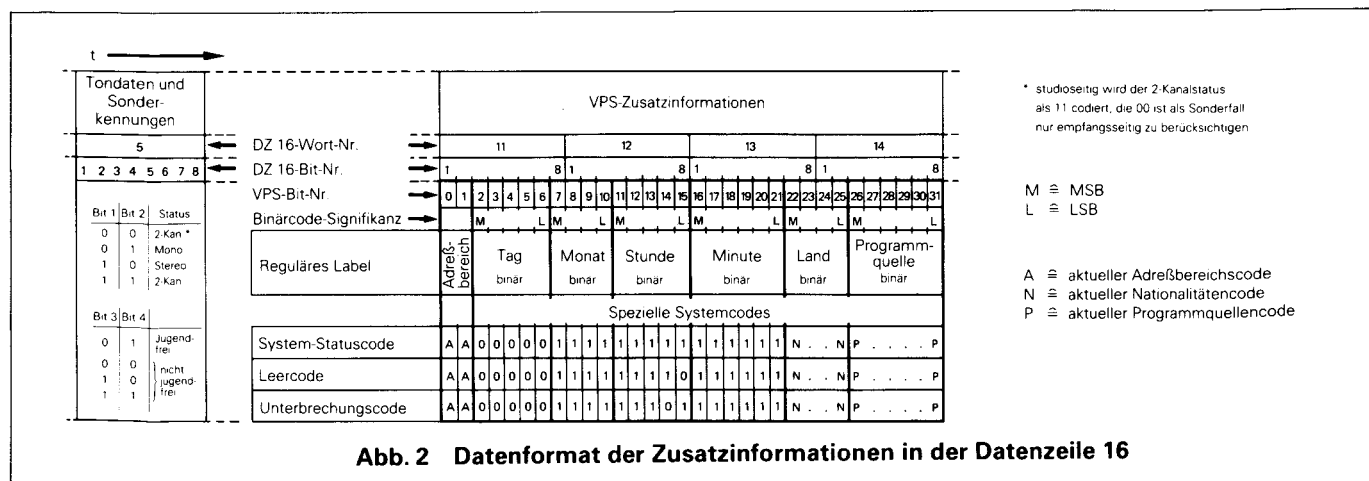 t
Tondaten und
Sonder-
kennungen
VPS-Zusatzinformationen
* studioseitig wird der 2-Kanalstatus
als 11 codiert, die 00 ist als Sonderfall
nur empfangsseitig zu berücksichtigen
5 DZ 16-Wort-Nr. 11 12 13 14
1 2 3 4 5 6 7 8 DZ 16-Bit-Nr. 1 8 1 8 1 8 1 8
VPS-Bit-Nr. 0 1 2 3 4 5 6 7 8 9 10 11 12 13 14 15 16 17 18 19 20 21 22 23 24 25 26 27 28 29 30 31
Binärcode-Signifikanz M L M L M L M L M L M L
M ≙ MSB
L ≙ LSB
Bit 1 Bit 2 Status
0 0 2-Kan *
0 1 Mono
1 0 Stereo
1 1 2-Kan
Reguläres Label
Adreß-
bereich
Tag
binär
Monat
binär
Stunde
binär
Minute
binär
Land
binär
Programm-
quelle
binär
A ≙ aktueller Adreßbereichscode
N ≙ aktueller Nationalitätencode
P ≙ aktueller Programmquellencode
Bit 3 Bit 4
0 1 Jugend-
frei
0 0 nicht
1 0 jugend-
1 1 frei
Spezielle Systemcodes
System-Statuscode A A 0 0 0 0 0 1 1 1 1 1 1 1 1 1 1 1 1 1 1 1 N . . N P . . . . P
Leercode A A 0 0 0 0 0 1 1 1 1 1 1 1 1 0 1 1 1 1 1 1 N . . N P . . . . P
Unterbrechungscode A A 0 0 0 0 0 1 1 1 1 1 1 1 0 1 1 1 1 1 1 1 N . . N P . . . . P
Abb. 2 Datenformat der Zusatzinformationen in der Datenzeile 16